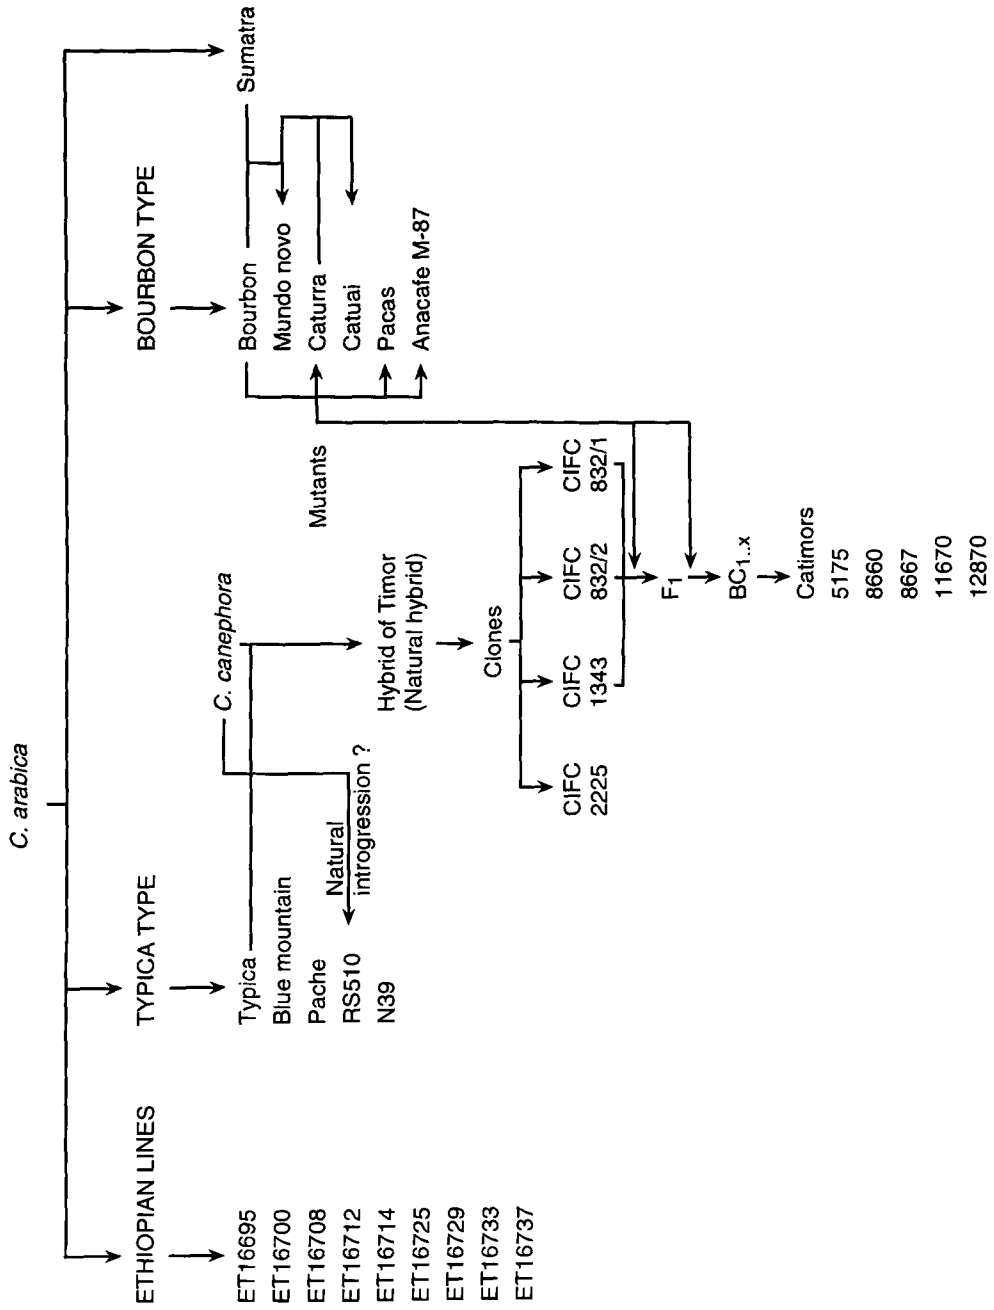 C. arabica
ETHIOPIAN LINES
ET16695
ET16700
ET16708
ET16712
ET16714
ET16725
ET16729
ET16733
ET16737
TYPICA TYPE
Typica
Blue mountain
Pache
RS510
N39
Natural
introgression ?
C. canephora
Hybrid of Timor
(Natural hybrid)
Clones
CIFC
2225
CIFC
1343
CIFC
832/2
CIFC
832/1
F1
BC1..x
Catimors
5175
8660
8667
11670
12870
Mutants
BOURBON TYPE
Bourbon
Mundo novo
Caturra
Catuai
Pacas
Anacafe M-87
Sumatra